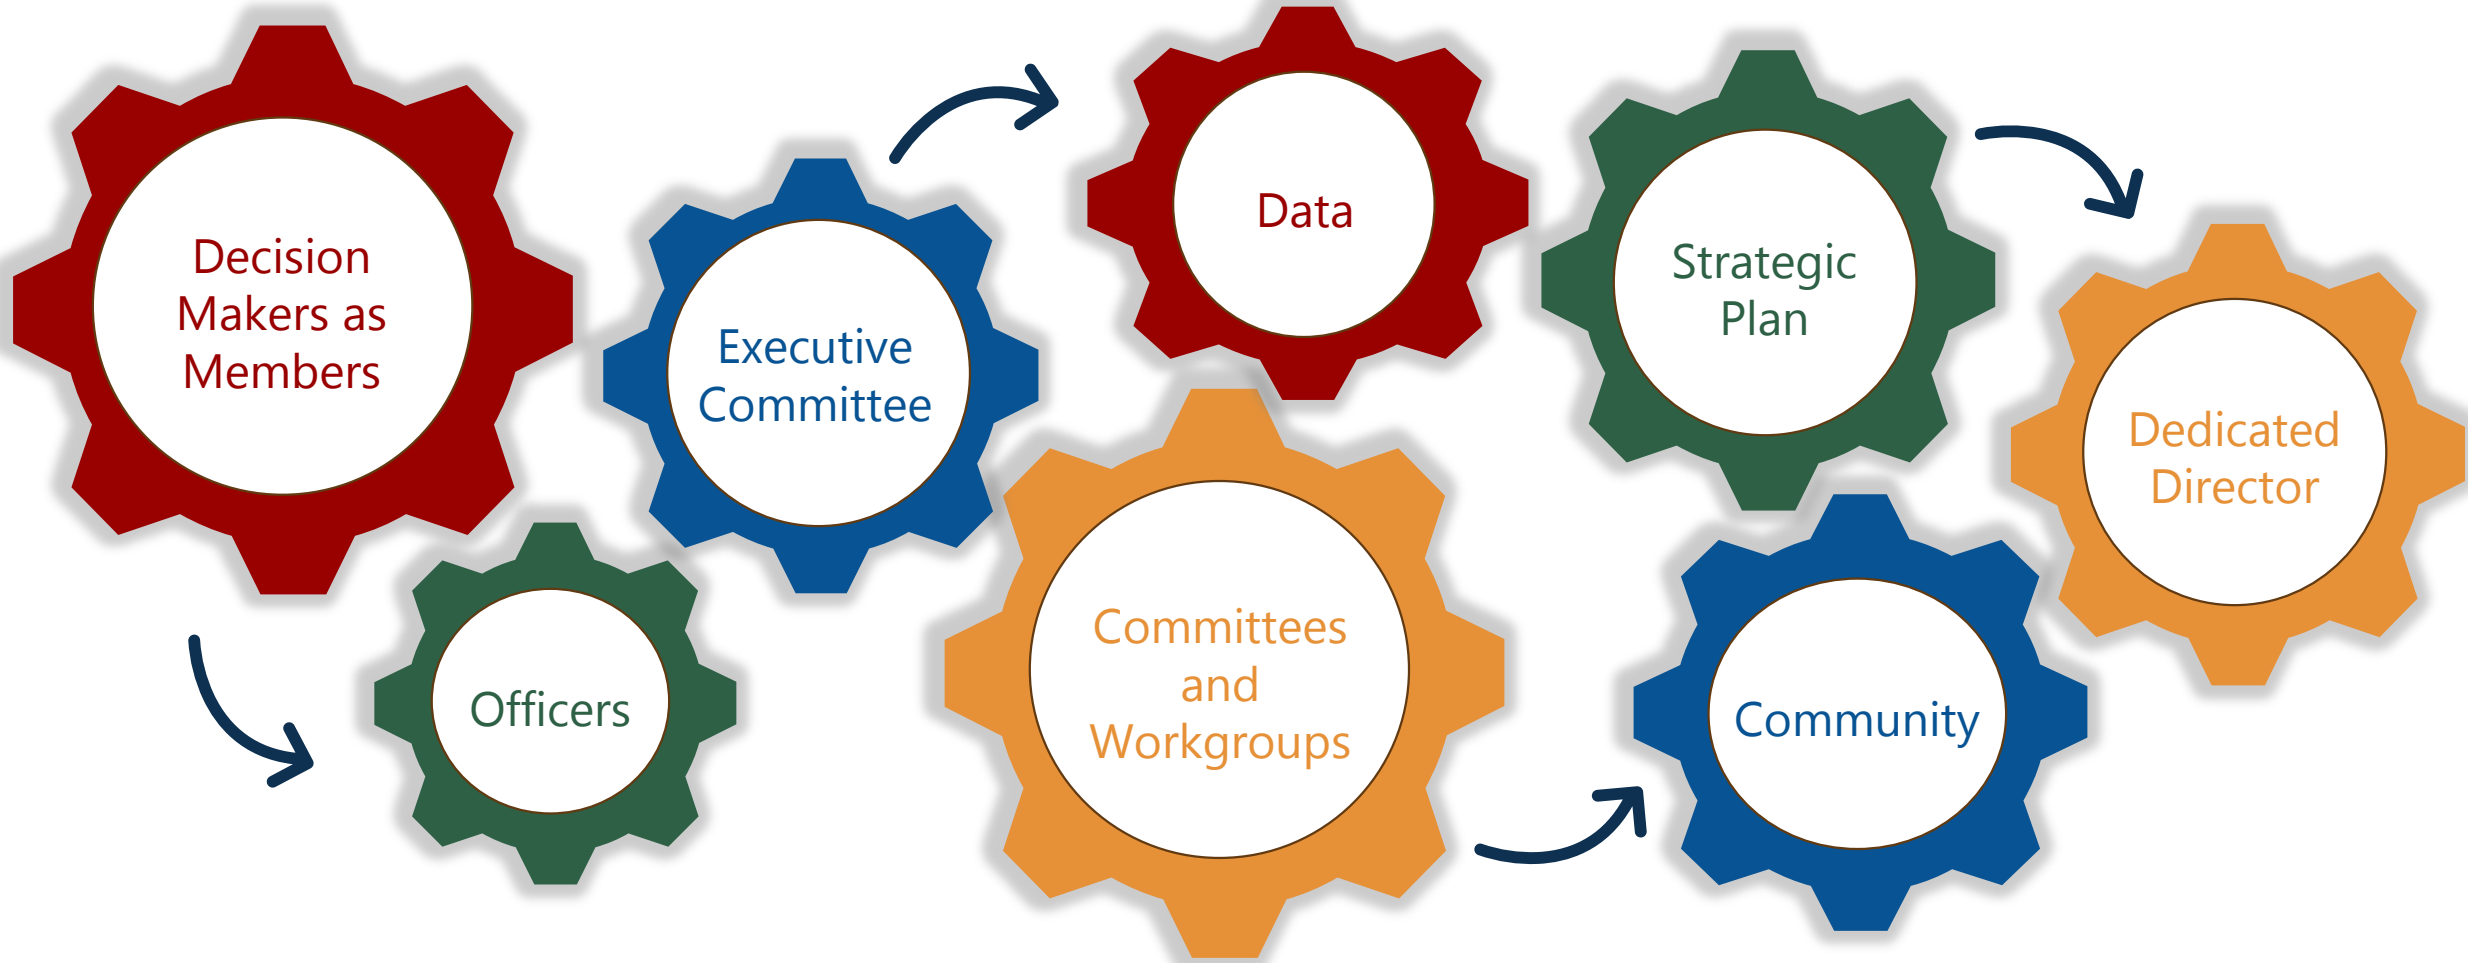 Decision
Makers as
Members
Officers
Executive
Committee
Data
Committees
and
Workgroups
Strategic
Plan
Community
Dedicated
Director